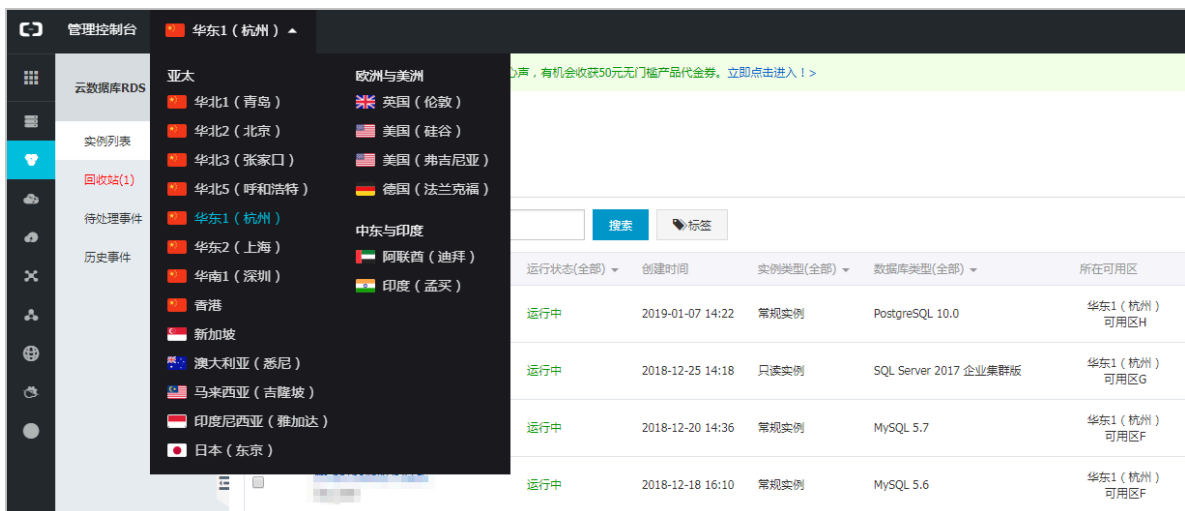 管理控制台
华东1（杭州）
云数据库RDS
实例列表
回收站(1)
待处理事件
历史事件
亚太
华北1（青岛）
华北2（北京）
华北3（张家口）
华北5（呼和浩特）
华东1（杭州）
华东2（上海）
华南1（深圳）
香港
新加坡
澳大利亚（悉尼）
马来西亚（吉隆坡）
印度尼西亚（雅加达）
日本（东京）
欧洲与美洲
英国（伦敦）
美国（硅谷）
美国（弗吉尼亚）
德国（法兰克福）
中东与印度
阿联酋（迪拜）
印度（孟买）
心声，有机会收获50元无门槛产品代金券。立即点击进入！>
搜索 标签
运行状态(全部) 创建时间 实例类型(全部) 数据库类型(全部) 所在可用区
运行中 2019-01-07 14:22 常规实例 PostgreSQL 10.0 华东1（杭州）
可用区H
运行中 2018-12-25 14:18 只读实例 SQL Server 2017 企业集群版 华东1（杭州）
可用区G
运行中 2018-12-20 14:36 常规实例 MySQL 5.7 华东1（杭州）
可用区F
运行中 2018-12-18 16:10 常规实例 MySQL 5.6 华东1（杭州）
可用区F